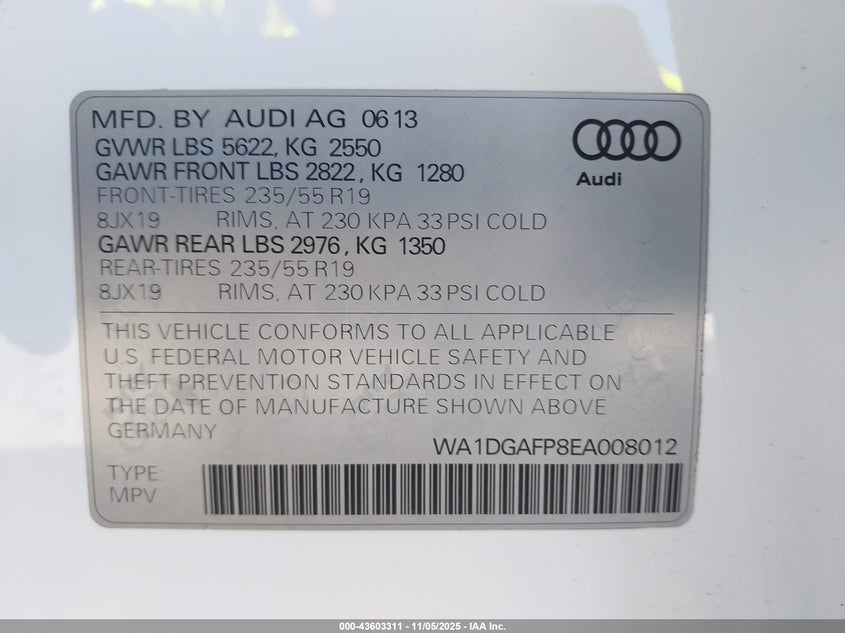 MFD. BY AUDI AG 06 13
GVWR LBS 5622, KG 2550
GAWR FRONT LBS 2822, KG 1280
FRONT-TIRES 235/55 R19
8JX19 RIMS, AT 230 KPA 33 PSI COLD
GAWR REAR LBS 2976, KG 1350
REAR-TIRES 235/55 R19
8JX19 RIMS, AT 230 KPA 33 PSI COLD
Audi
THIS VEHICLE CONFORMS TO ALL APPLICABLE
U.S. FEDERAL MOTOR VEHICLE SAFETY AND
THEFT PREVENTION STANDARDS IN EFFECT ON
THE DATE OF MANUFACTURE SHOWN ABOVE
GERMANY
WA1DGAFP8EA008012
TYPE:
MPV
000-43603311 - 11/05/2025 - IAA Inc.